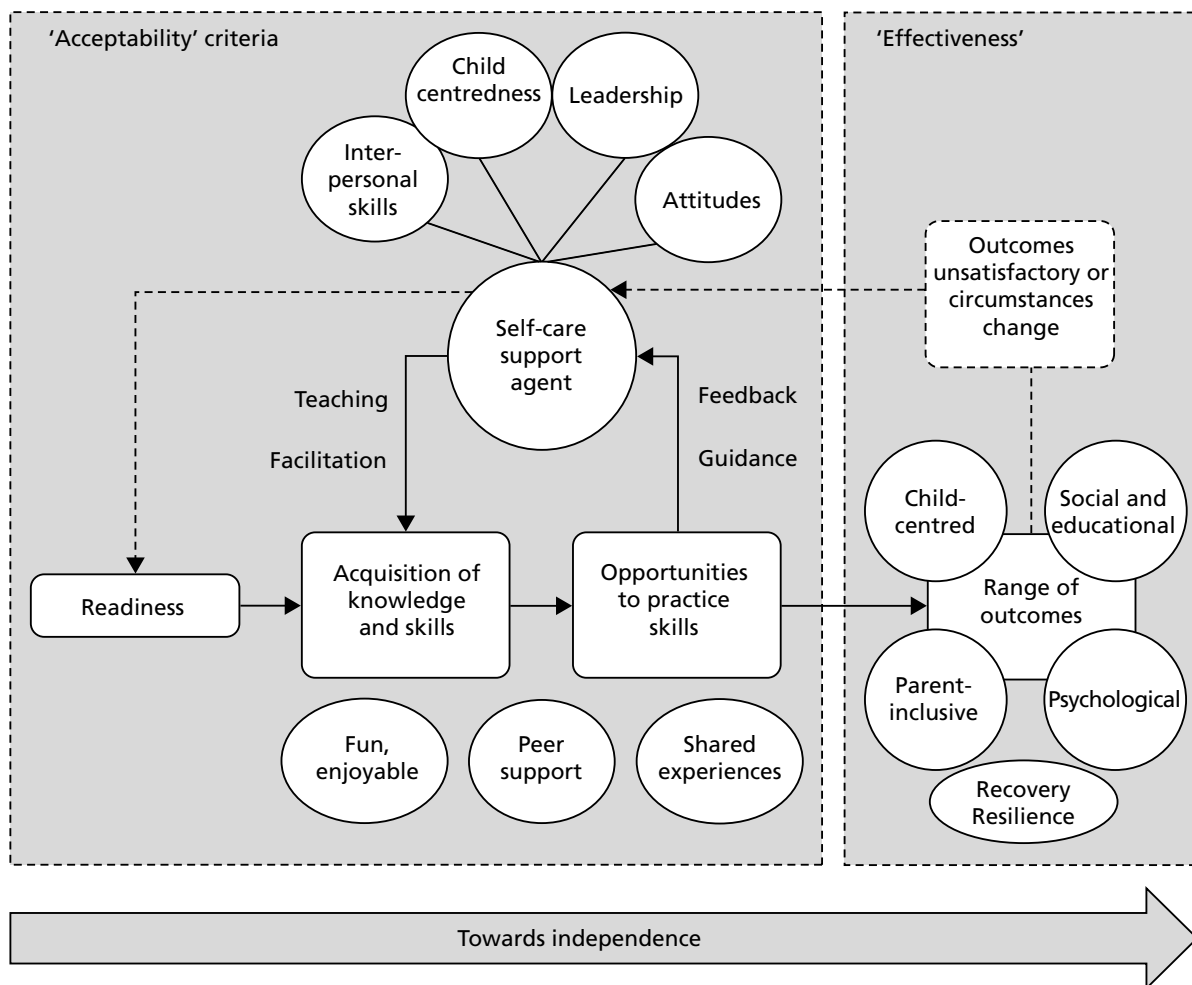 'Acceptability' criteria
'Effectiveness'
Child
centredness
Leadership
Inter-
personal
skills
Attitudes
Outcomes
unsatisfactory or
circumstances
change
Self-care
support
agent
Teaching
Facilitation
Feedback
Guidance
Child-
centred
Social and
educational
Readiness
Acquisition of
knowledge
and skills
Opportunities
to practice
skills
Range of
outcomes
Parent-
inclusive
Psychological
Fun,
enjoyable
Peer
support
Shared
experiences
Recovery
Resilience
Towards independence